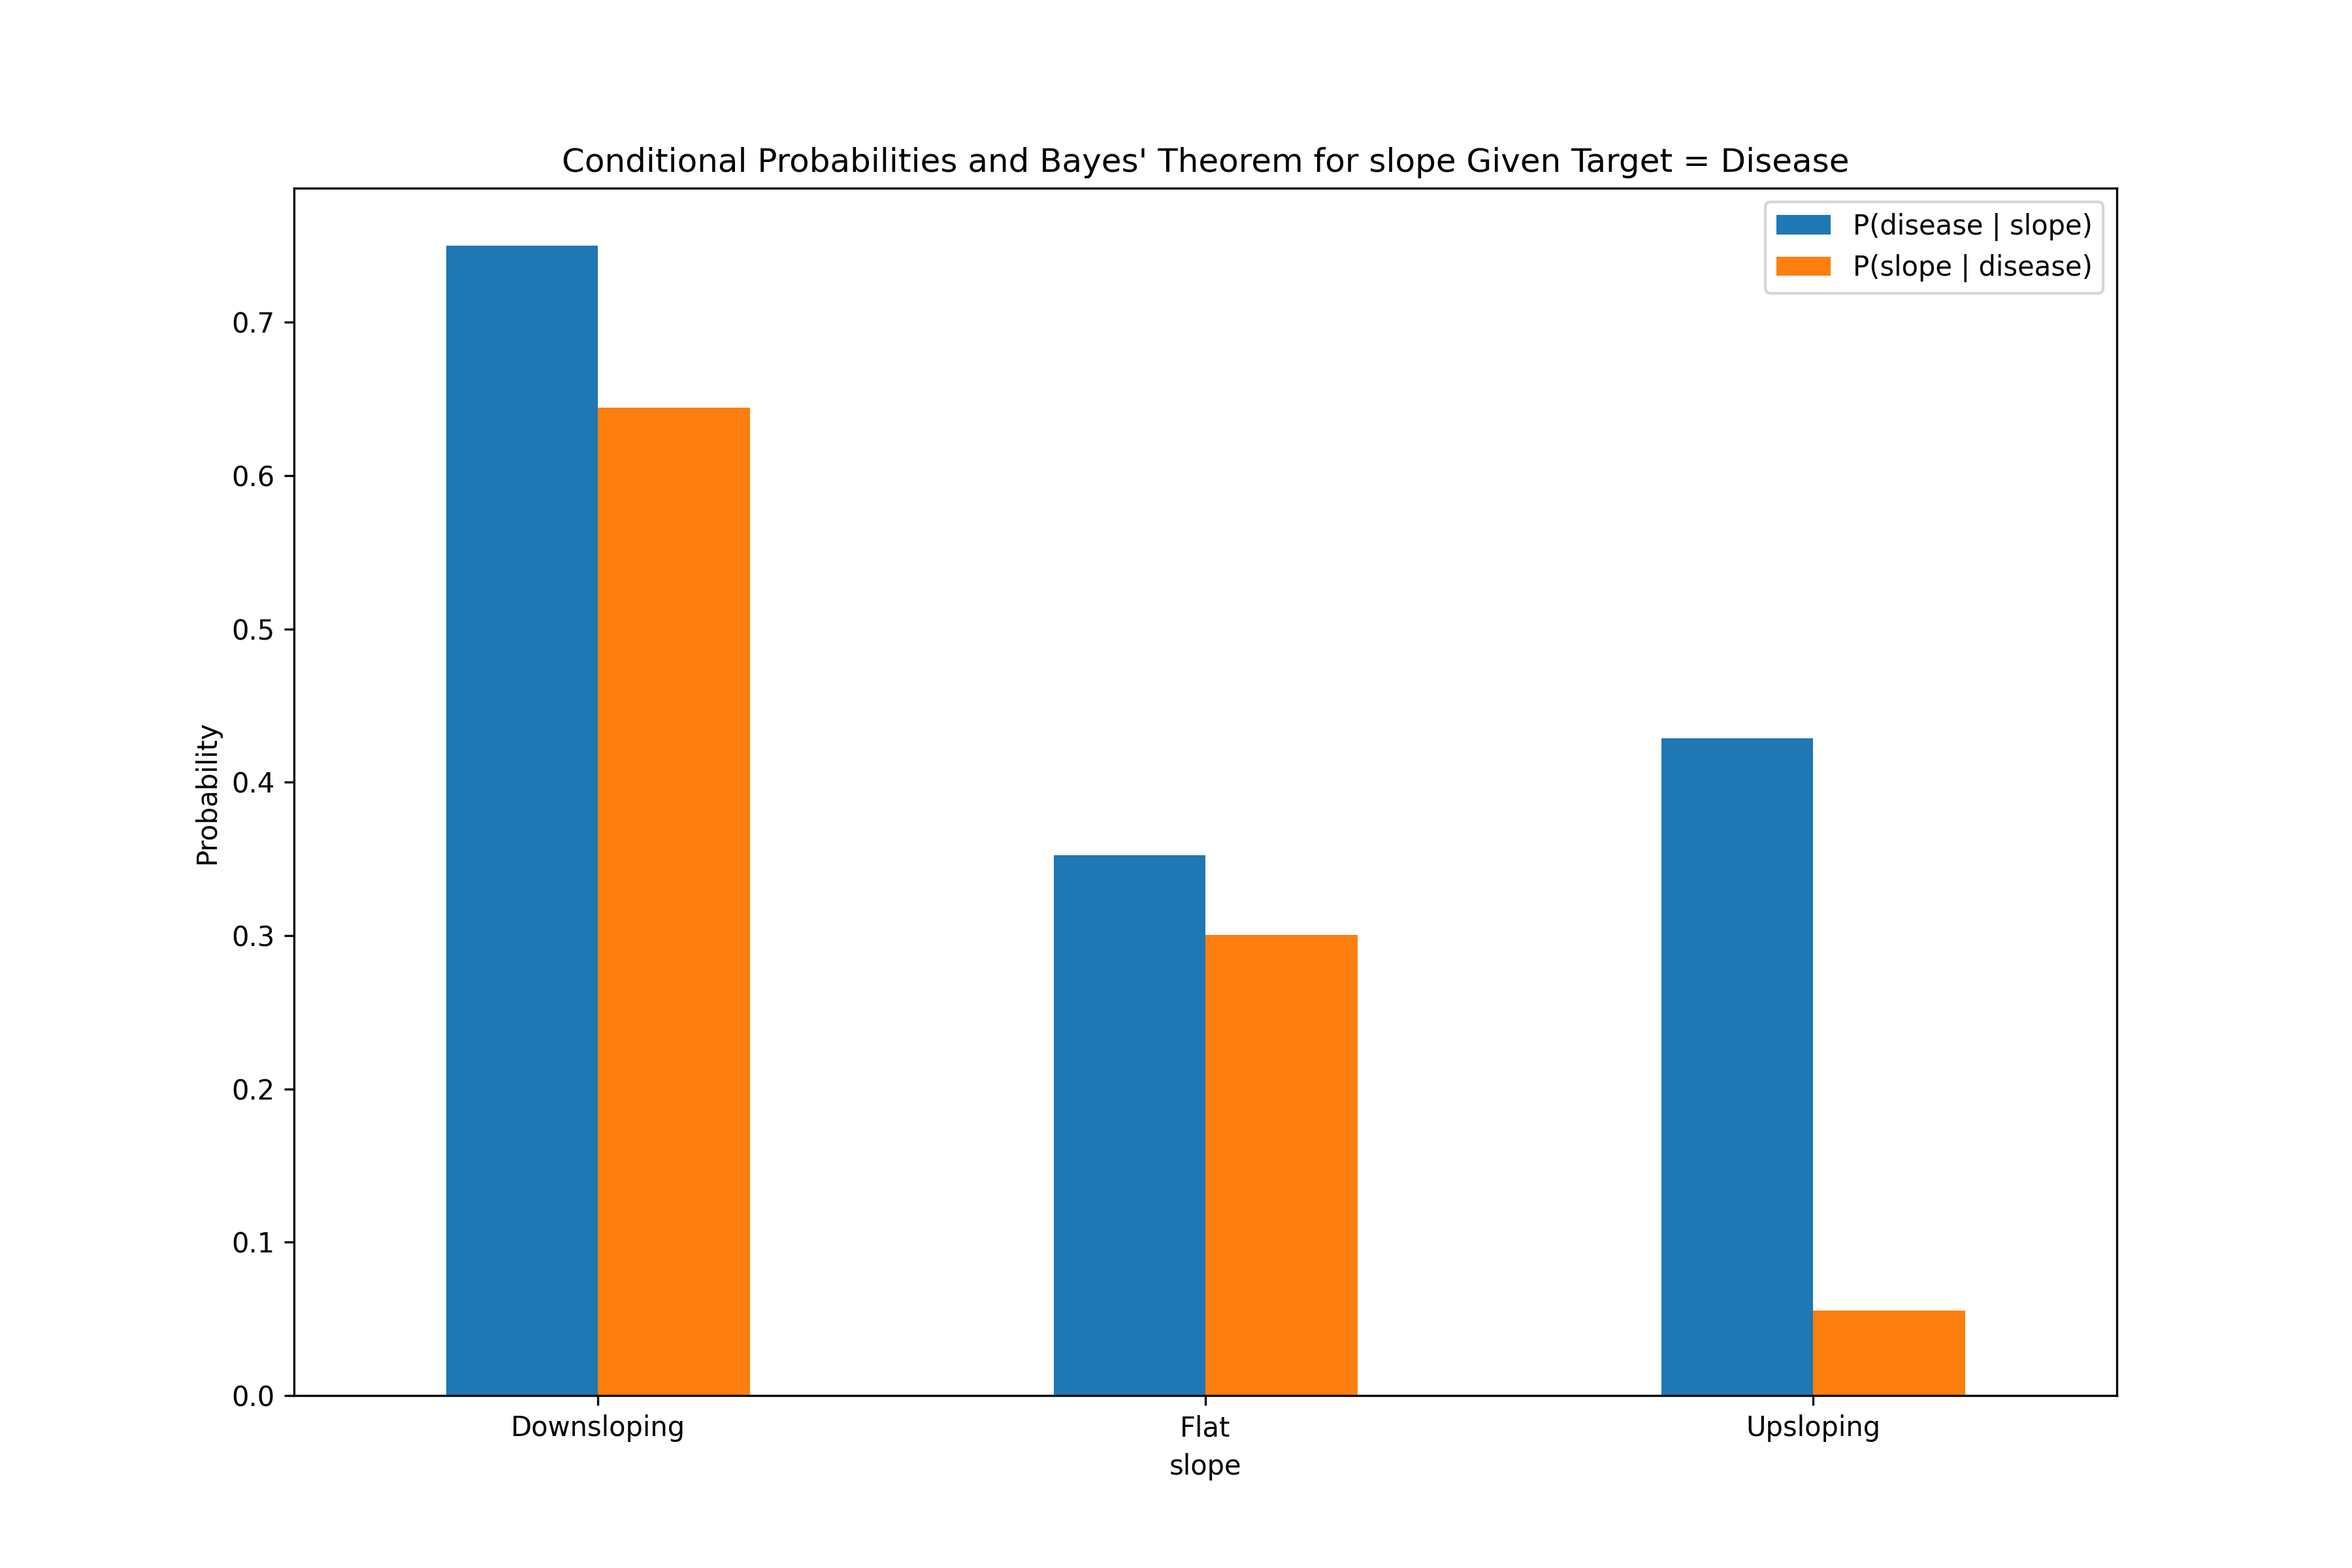 Conditional Probabilities and Bayes' Theorem for slope Given Target = Disease
P(disease | slope)
P(slope | disease)
0.7
0.6
0.5
0.4
0.3
0.2
0.1
0.0
Probability
Downsloping
Flat
Upsloping
slope